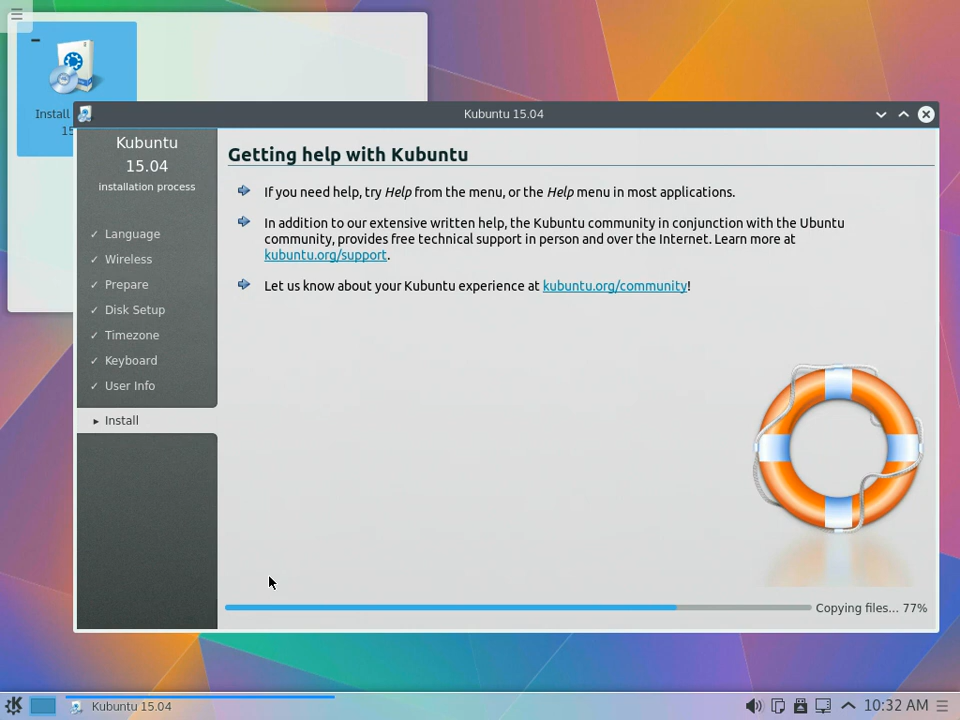 Install
15
Kubuntu 15.04
Kubuntu
15.04
installation process
✓ Language
✓ Wireless
✓ Prepare
✓ Disk Setup
✓ Timezone
✓ Keyboard
✓ User Info
▸ Install
Getting help with Kubuntu
If you need help, try Help from the menu, or the Help menu in most applications.
In addition to our extensive written help, the Kubuntu community in conjunction with the Ubuntu
community, provides free technical support in person and over the Internet. Learn more at
kubuntu.org/support.
Let us know about your Kubuntu experience at kubuntu.org/community!
Copying files... 77%
Kubuntu 15.04
10:32 AM